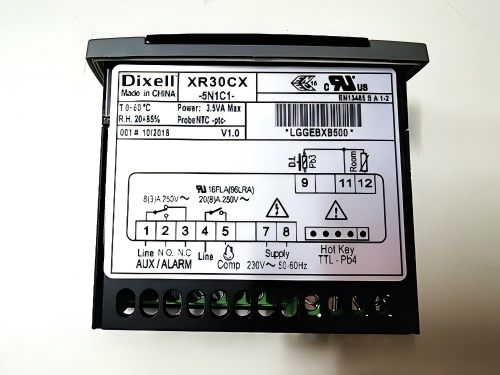 Dixell XR30CX
Made in CHINA -5N1C1-
16 c RU US
EN13485 S A 1-2
T 0-60 °C Power: 3.5VA Max
R.H. 20÷85% Probe NTC -ptc-
001# 10/2018 V1.0
*LGGEBXB500*
D.I. Pb3 Room
9 11 12
16FLA(96LRA)
8(3)A 250V~ 20(8)A 250V~
1 2 3 4 5 7 8
Line N.O. N.C Line Comp Supply Hot Key
AUX / ALARM 230V~ 50-60Hz TTL - Pb4